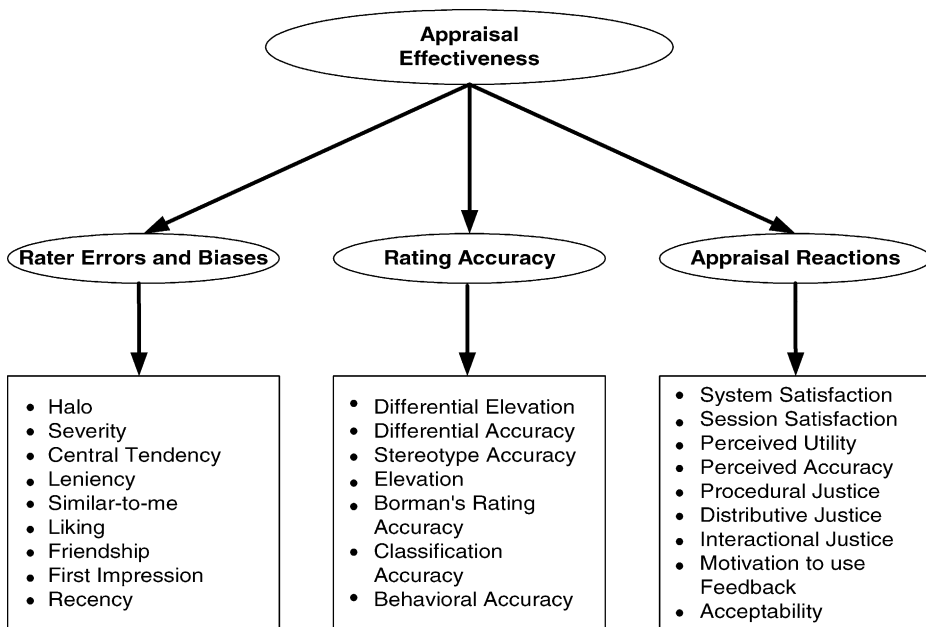 Appraisal
Effectiveness
Rater Errors and Biases
Rating Accuracy
Appraisal Reactions
• Halo
• Severity
• Central Tendency
• Leniency
• Similar-to-me
• Liking
• Friendship
• First Impression
• Recency
• Differential Elevation
• Differential Accuracy
• Stereotype Accuracy
• Elevation
• Borman's Rating
Accuracy
• Classification
Accuracy
• Behavioral Accuracy
• System Satisfaction
• Session Satisfaction
• Perceived Utility
• Perceived Accuracy
• Procedural Justice
• Distributive Justice
• Interactional Justice
• Motivation to use
Feedback
• Acceptability